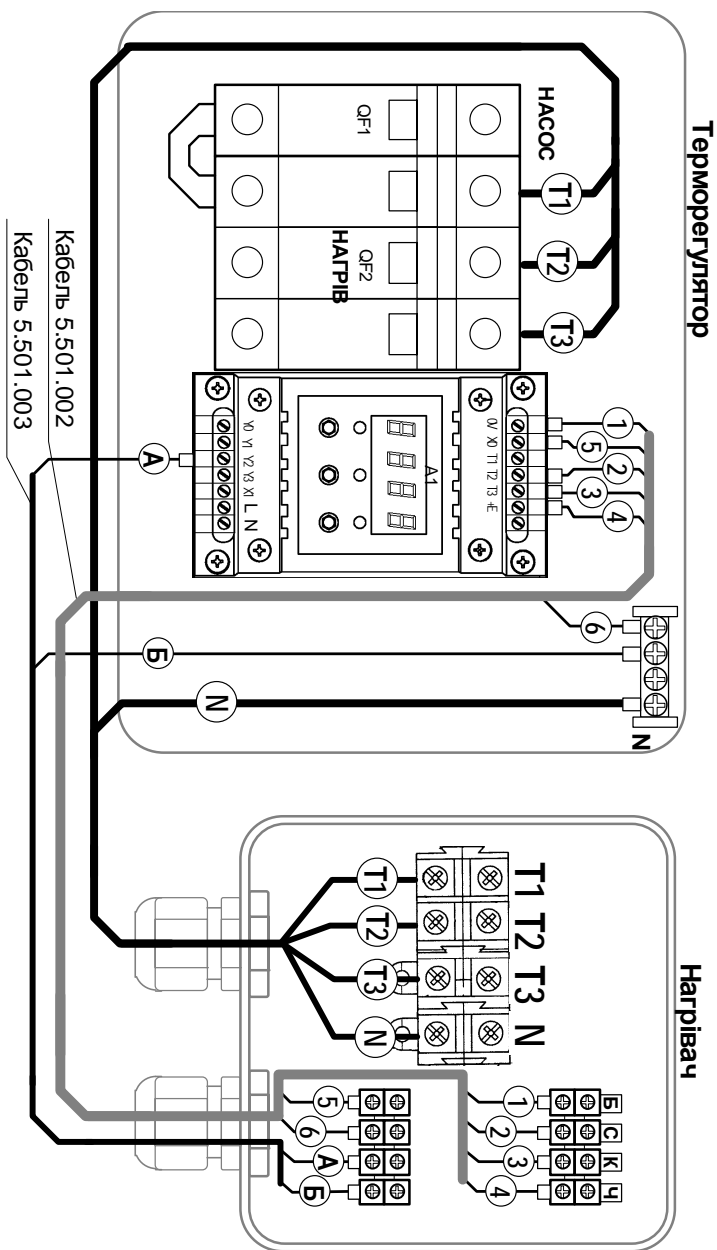 Терморегулятор
N
1 5 2 3 4
6
НАСОС
T1 T2 T3
0V X0 T1 T2 T3 +E
QF1 QF2
НАГРІВ
A1
8888
Y0 Y1 Y2 Y3 X1 L N
А
Б
N
Кабель 5.501.002
Кабель 5.501.003
Нагрівач
Б С К Ч
1 2 3 4
T1 T2 T3 N
T1 T2 T3 N
5 6 А Б